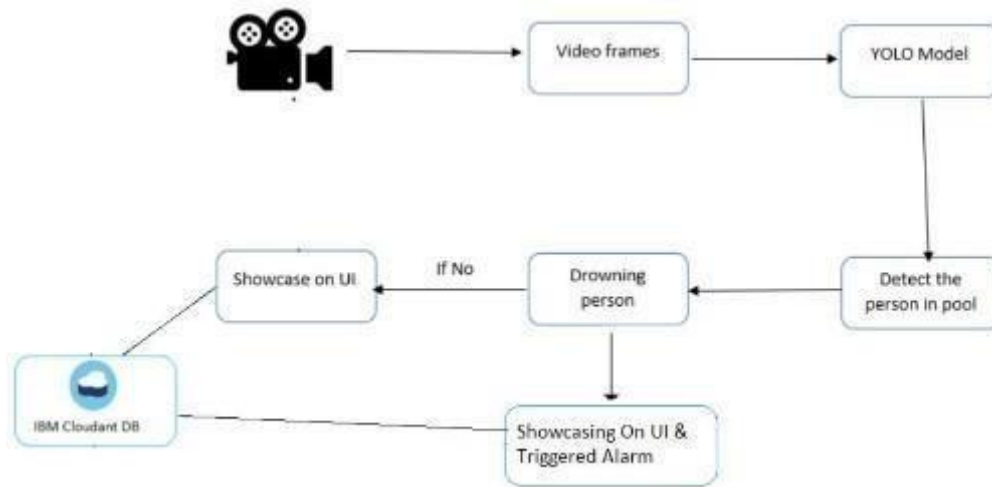 Video frames
YOLO Model
Showcase on UI
If No
Drowning
person
Detect the
person in pool
IBM Cloudant DB
Showcasing On UI &
Triggered Alarm